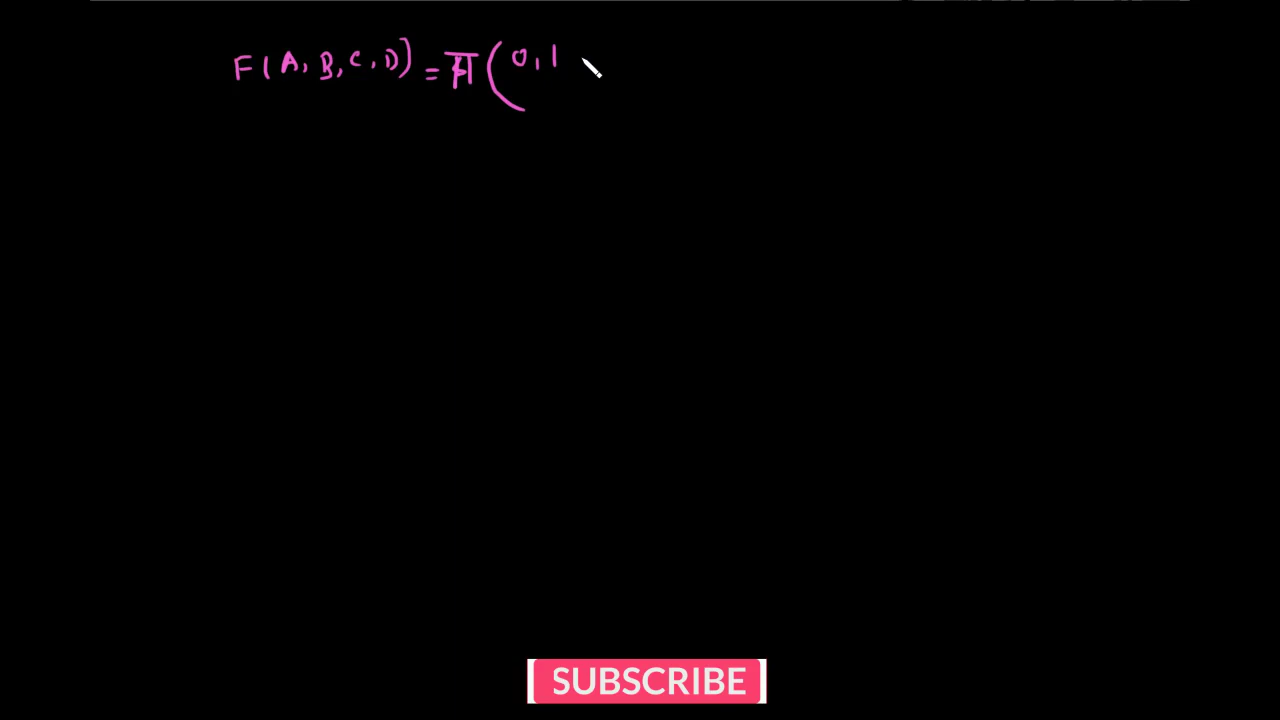 F(A, B, C, D) = π(0, 1
SUBSCRIBE